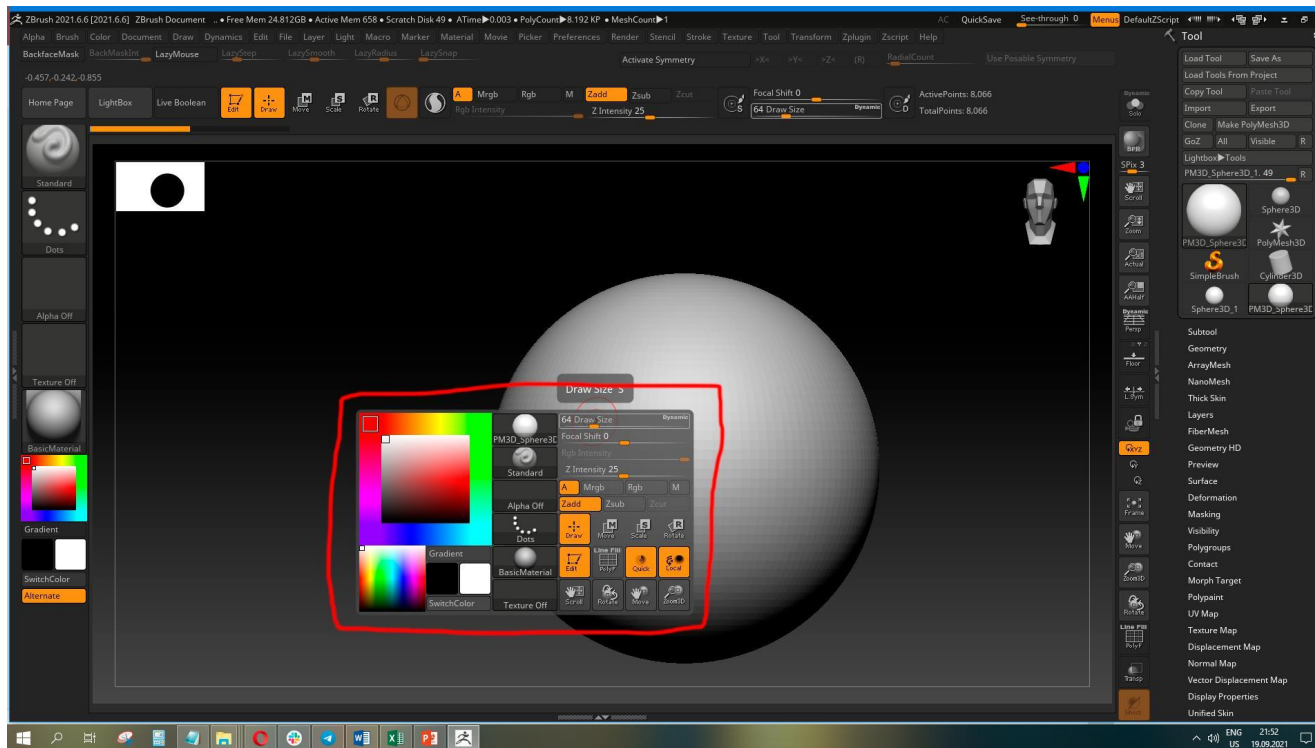 ZBrush 2021.6.6 [2021.6.6] ZBrush Document .. • Free Mem 24.812GB • Active Mem 658 • Scratch Disk 49 • ATime▶0.003 • PolyCount▶8.192 KP • MeshCount▶1 AC QuickSave See-through 0 Menus DefaultZScript
Alpha Brush Color Document Draw Dynamics Edit File Layer Light Macro Marker Material Movie Picker Preferences Render Stencil Stroke Texture Tool Transform Zplugin Zscript Help
BackfaceMask BackMaskInt LazyMouse LazyStep LazySmooth LazyRadius LazySnap Activate Symmetry >X< >Y< >Z< (R) RadialCount Use Posable Symmetry
-0.457,-0.242,-0.855
Home Page LightBox Live Boolean Edit Draw Move Scale Rotate A Mrgb Rgb M Zadd Zsub Zcut Focal Shift 0 ActivePoints: 8,066
Rgb Intensity Z Intensity 25 S 64 Draw Size Dynamic D TotalPoints: 8,066
Standard
Dots
Alpha Off
Texture Off
BasicMaterial
Gradient
SwitchColor
Alternate
Draw Size S
PM3D_Sphere3D
Standard
Alpha Off
Dots
BasicMaterial
Texture Off
Gradient
SwitchColor
64 Draw Size Dynamic
Focal Shift 0
Rgb Intensity
Z Intensity 25
A Mrgb Rgb M
Zadd Zsub Zcut
Draw Move Scale Rotate
Line Fill
Edit PolyF Quick Local
Scroll Rotate Move Zoom3D
Dynamic
Solo
BPR
SPix 3
Scroll
Zoom
Actual
AAHalf
Dynamic
Persp
Floor
L.Sym
Qxyz
Frame
Move
Zoom3D
Rotate
Line Fill
PolyF
Transp
Tool
Load Tool Save As
Load Tools From Project
Copy Tool Paste Tool
Import Export
Clone Make PolyMesh3D
GoZ All Visible R
Lightbox▶Tools
PM3D_Sphere3D_1. 49 R
Sphere3D
PM3D_Sphere3D PolyMesh3D
SimpleBrush Cylinder3D
Sphere3D_1 PM3D_Sphere3D
Subtool
Geometry
ArrayMesh
NanoMesh
Thick Skin
Layers
FiberMesh
Geometry HD
Preview
Surface
Deformation
Masking
Visibility
Polygroups
Contact
Morph Target
Polypaint
UV Map
Texture Map
Displacement Map
Normal Map
Vector Displacement Map
Display Properties
Unified Skin
ENG 21:52
US 19.09.2021